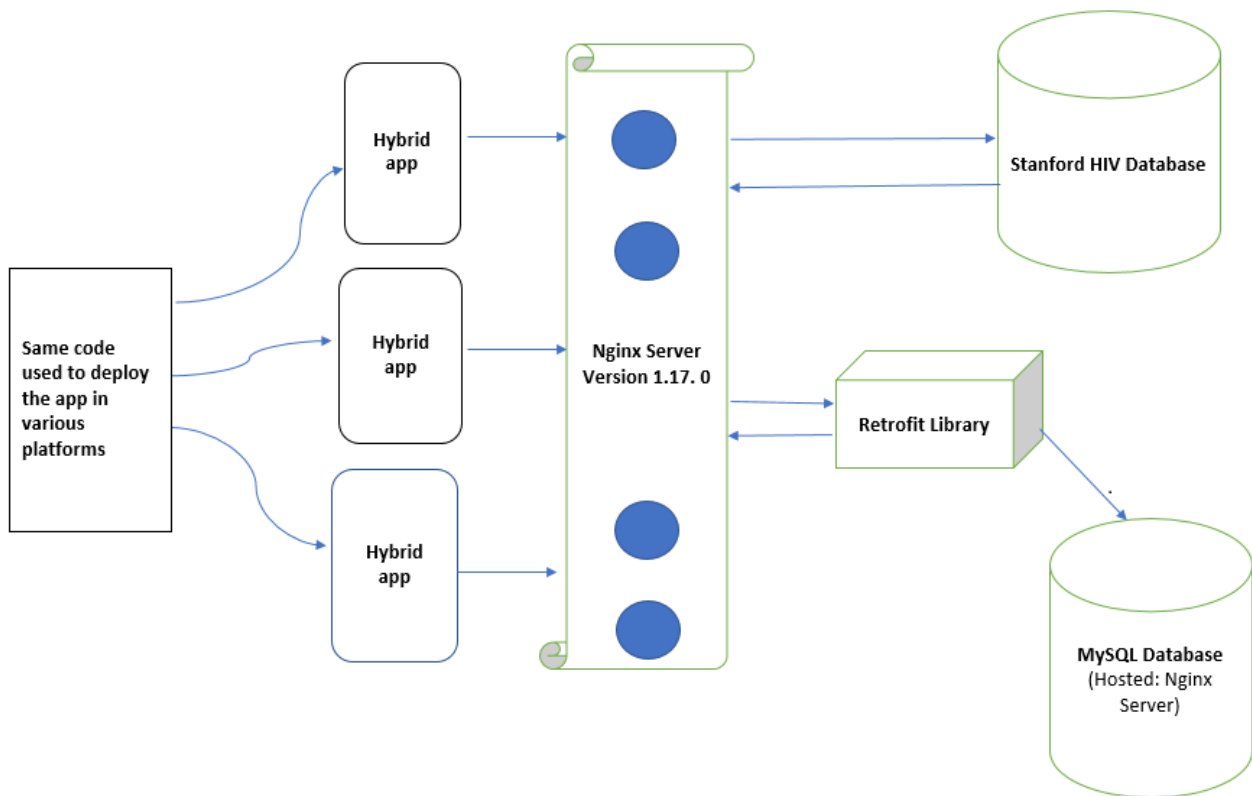 Same code
used to deploy
the app in
various
platforms
Hybrid
app
Hybrid
app
Hybrid
app
Nginx Server
Version 1.17. 0
Stanford HIV Database
Retrofit Library
MySQL Database
(Hosted: Nginx
Server)